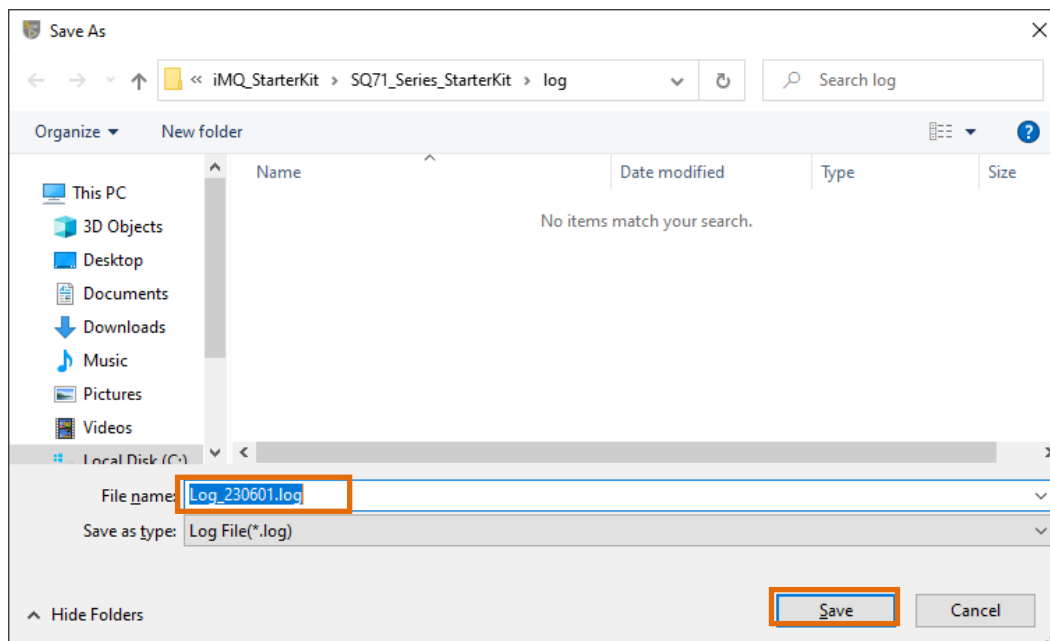 Save As
« iMQ_StarterKit › SQ71_Series_StarterKit › log
Search log
Organize
New folder
?
Name
Date modified
Type
Size
No items match your search.
This PC
3D Objects
Desktop
Documents
Downloads
Music
Pictures
Videos
Local Disk (C:)
File name: Log_230601.log
Save as type: Log File(*.log)
Hide Folders
Save
Cancel